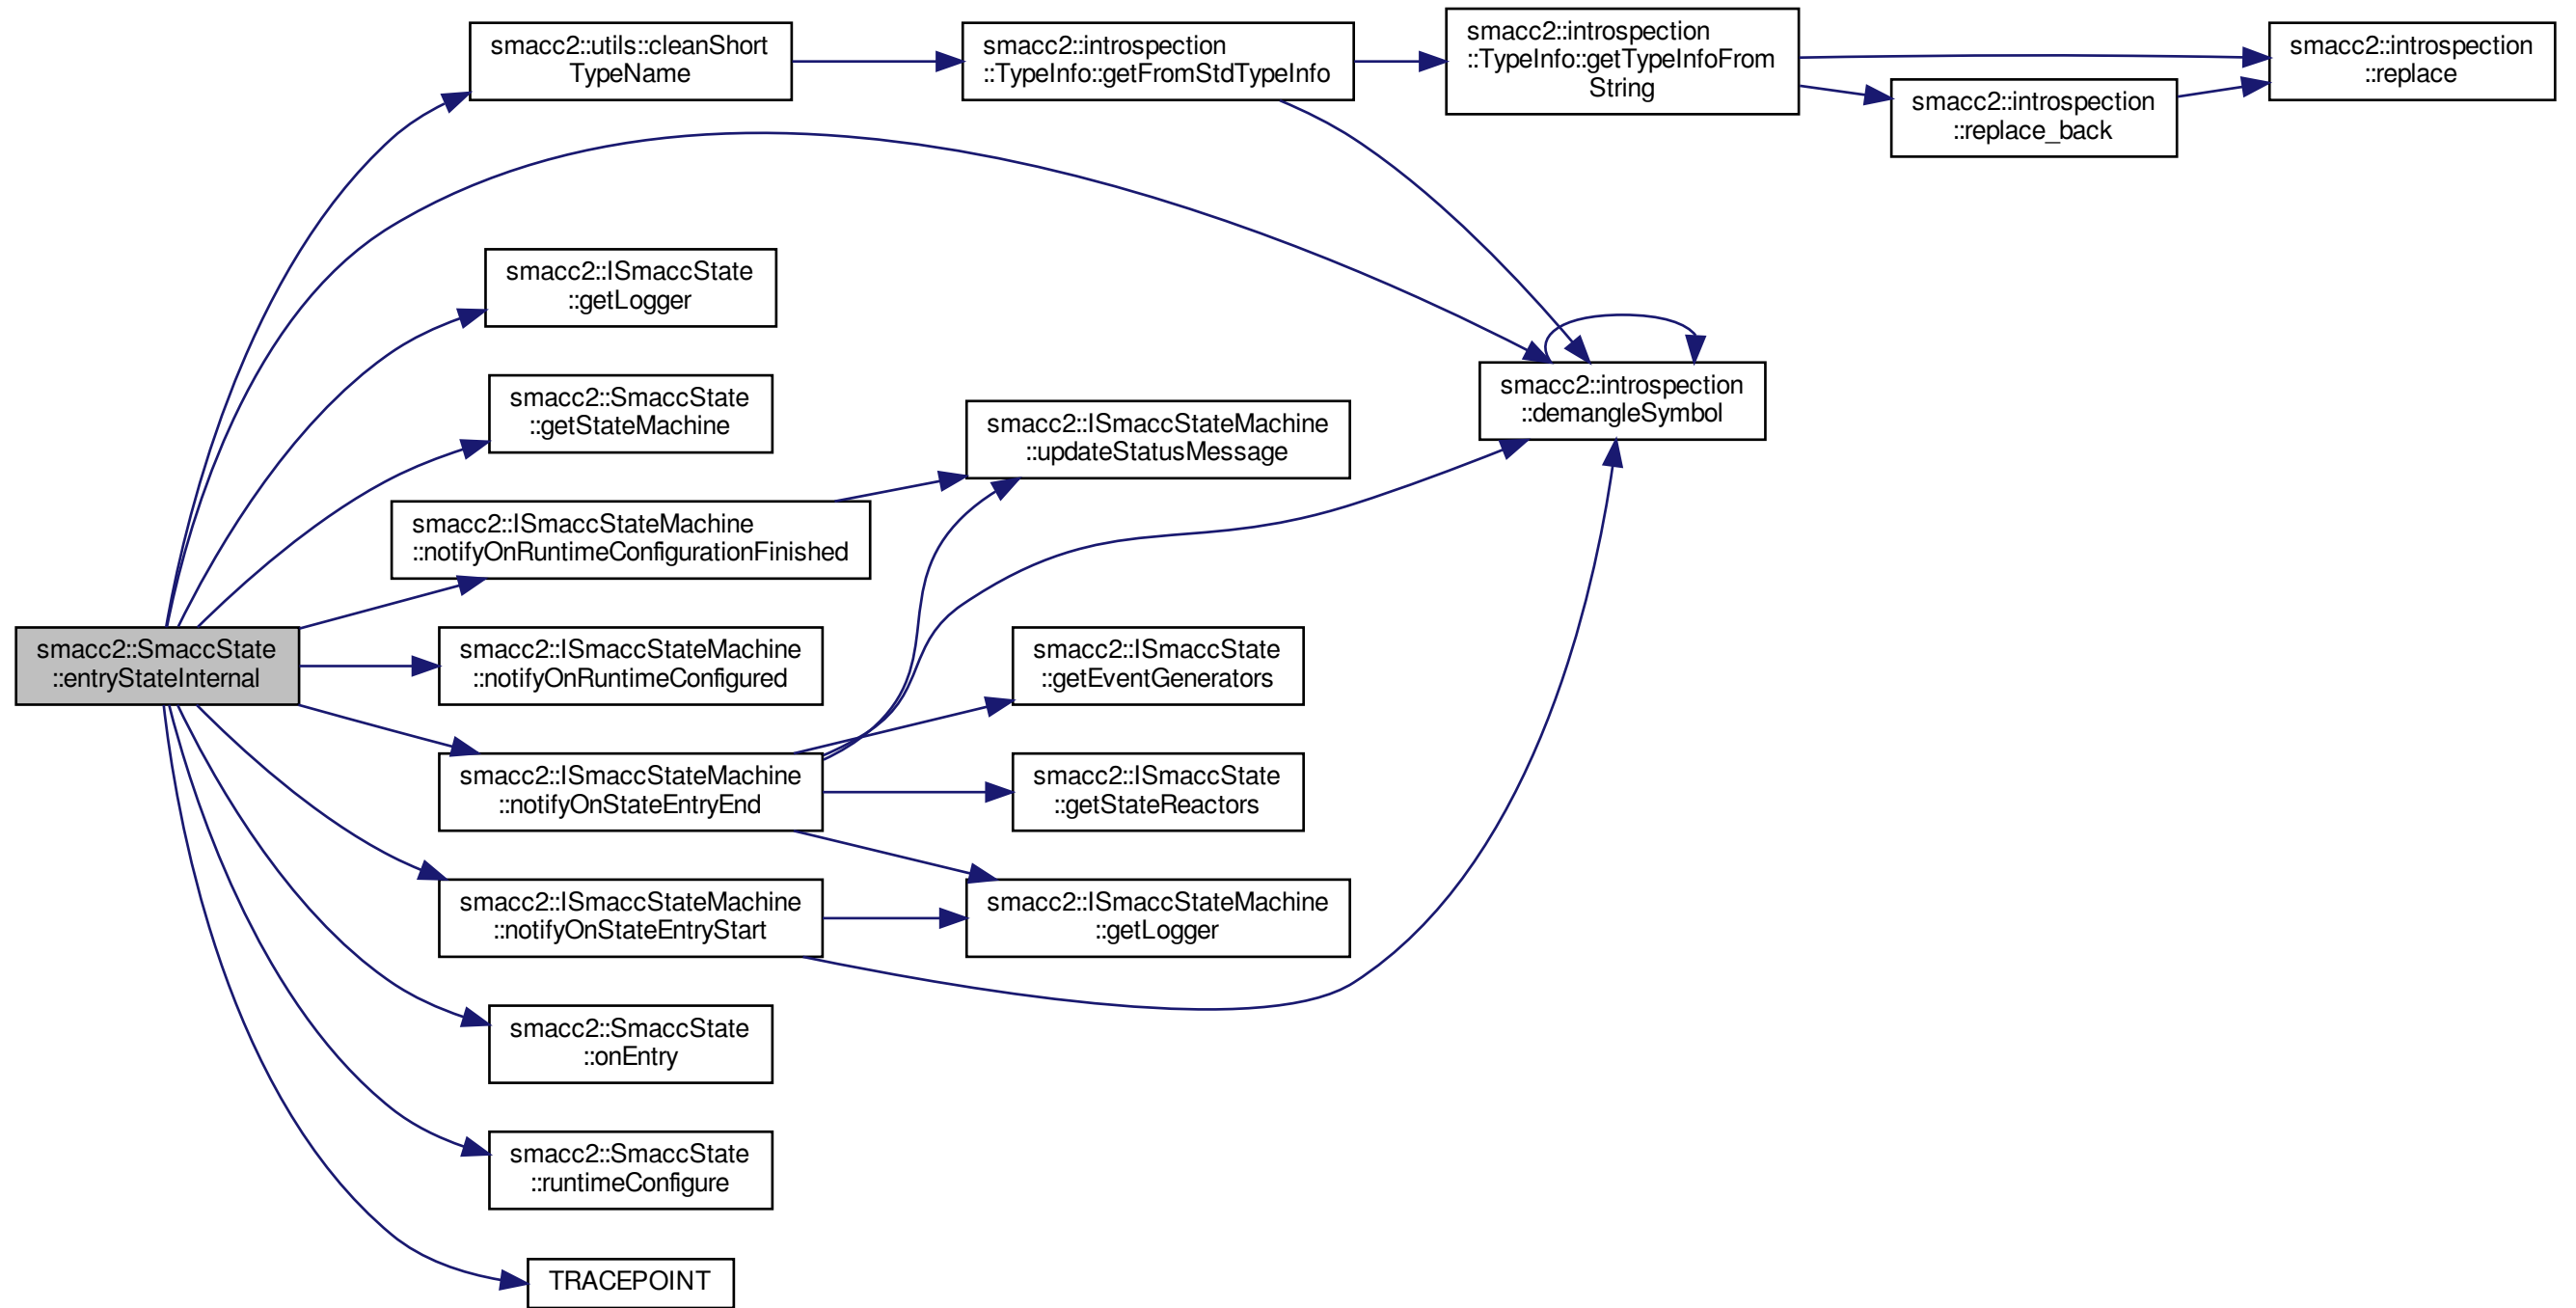 smacc2::utils::cleanShort
TypeName
smacc2::introspection
::TypeInfo::getFromStdTypeInfo
smacc2::introspection
::TypeInfo::getTypeInfoFrom
String
smacc2::introspection
::replace
smacc2::introspection
::replace_back
smacc2::ISmaccState
::getLogger
smacc2::SmaccState
::getStateMachine
smacc2::introspection
::demangleSymbol
smacc2::ISmaccStateMachine
::updateStatusMessage
smacc2::ISmaccStateMachine
::notifyOnRuntimeConfigurationFinished
smacc2::SmaccState
::entryStateInternal
smacc2::ISmaccStateMachine
::notifyOnRuntimeConfigured
smacc2::ISmaccState
::getEventGenerators
smacc2::ISmaccStateMachine
::notifyOnStateEntryEnd
smacc2::ISmaccState
::getStateReactors
smacc2::ISmaccStateMachine
::notifyOnStateEntryStart
smacc2::ISmaccStateMachine
::getLogger
smacc2::SmaccState
::onEntry
smacc2::SmaccState
::runtimeConfigure
TRACEPOINT